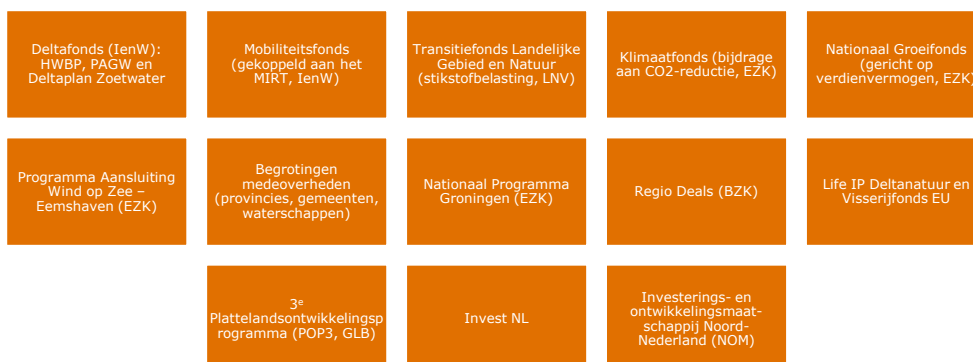 Deltafonds (IenW):
HWBP, PAGW en
Deltaplan Zoetwater
Mobiliteitsfonds
(gekoppeld aan het
MIRT, IenW)
Transitiefonds Landelijke
Gebied en Natuur
(stikstofbelasting, LNV)
Klimaatfonds (bijdrage
aan CO2-reductie, EZK)
Nationaal Groeifonds
(gericht op
verdienvermogen, EZK)
Programma Aansluiting
Wind op Zee –
Eemshaven (EZK)
Begrotingen
medeoverheden
(provincies, gemeenten,
waterschappen)
Nationaal Programma
Groningen (EZK)
Regio Deals (BZK)
Life IP Deltanatuur en
Visserijfonds EU
3e
Plattelandsontwikkelingsp
rogramma (POP3, GLB)
Invest NL
Investerings- en
ontwikkelingsmaat-
schappij Noord-
Nederland (NOM)